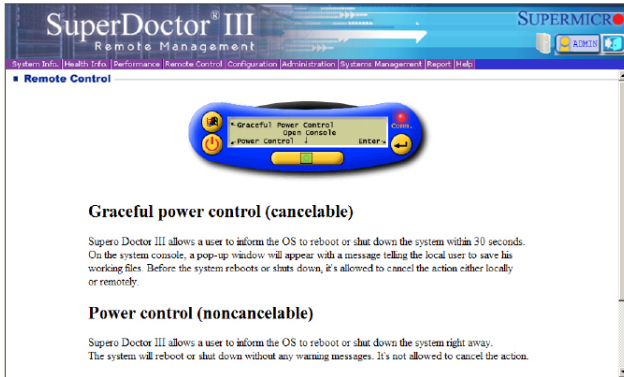 SuperDoctor® III
Remote Management
SUPERMICR
ADMIN
System Info. |Health Info. |Performance |Remote Control |Configuration |Administration |Systems Management |Report |Help|
Remote Control
Graceful Power Control
Open Console
Power Control
Enter
Comm.
Graceful power control (cancelable)
Supero Doctor III allows a user to inform the OS to reboot or shut down the system within 30 seconds.
On the system console, a pop-up window will appear with a message telling the local user to save his
working files. Before the system reboots or shuts down, it's allowed to cancel the action either locally
or remotely.
Power control (noncancelable)
Supero Doctor III allows a user to inform the OS to reboot or shut down the system right away.
The system will reboot or shut down without any warning messages. It's not allowed to cancel the action.